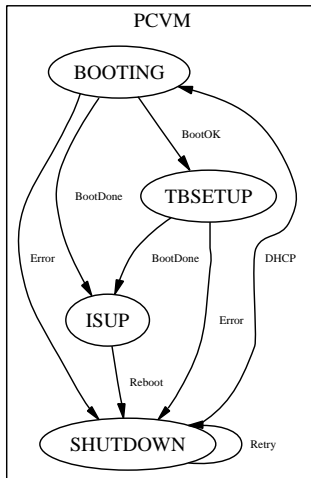 PCVM
BOOTING
BootOK
TBSETUP
BootDone
Error
BootDone
DHCP
ISUP
Error
Reboot
SHUTDOWN
Retry